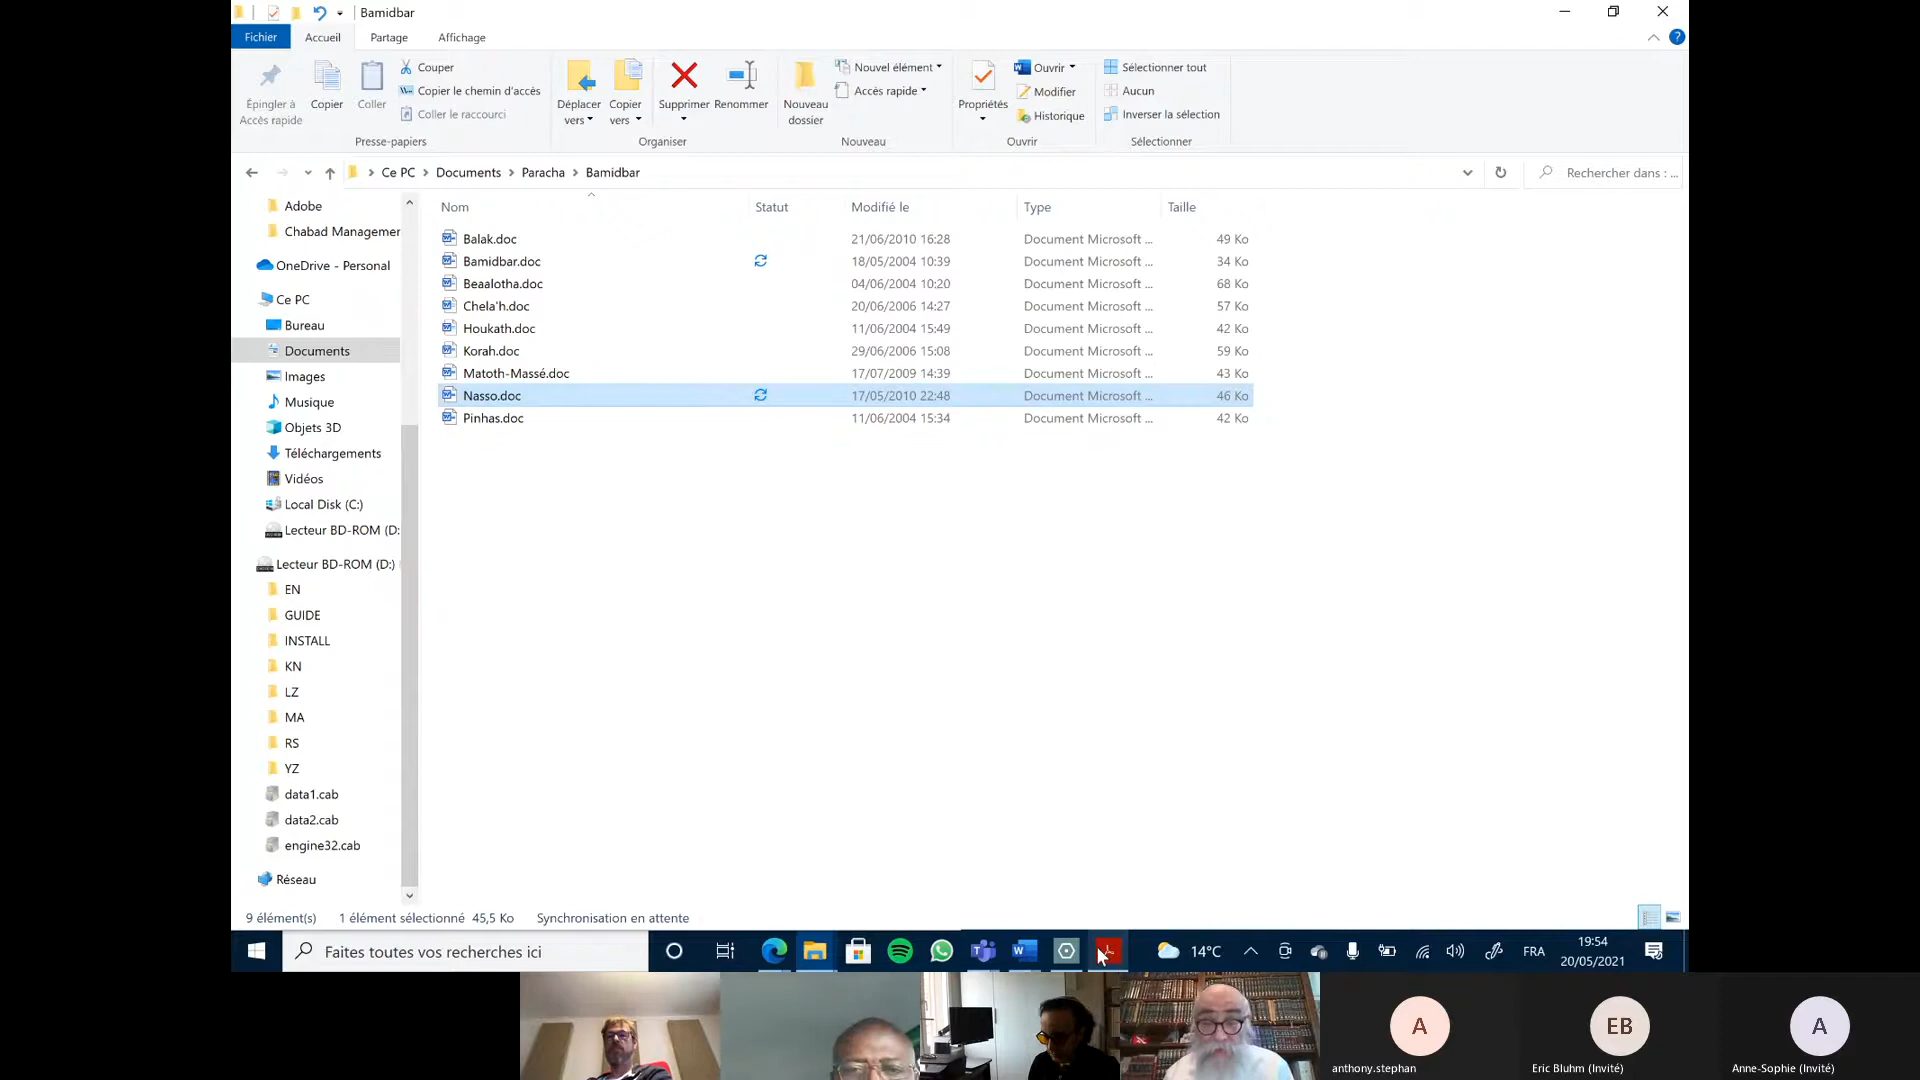 Bamidbar
Fichier Accueil Partage Affichage
Épingler à Accès rapide
Copier
Coller
Couper
Copier le chemin d'accès
Coller le raccourci
Presse-papiers
Déplacer vers
Copier vers
Supprimer
Renommer
Organiser
Nouveau dossier
Nouvel élément
Accès rapide
Nouveau
Propriétés
Ouvrir
Modifier
Historique
Ouvrir
Sélectionner tout
Aucun
Inverser la sélection
Sélectionner
Ce PC > Documents > Paracha > Bamidbar
Rechercher dans : ...
Adobe
Chabad Managemer
OneDrive - Personal
Ce PC
Bureau
Documents
Images
Musique
Objets 3D
Téléchargements
Vidéos
Local Disk (C:)
Lecteur BD-ROM (D:
Lecteur BD-ROM (D:)
EN
GUIDE
INSTALL
KN
LZ
MA
RS
YZ
data1.cab
data2.cab
engine32.cab
Réseau
Nom Statut Modifié le Type Taille
Balak.doc 21/06/2010 16:28 Document Microsoft ... 49 Ko
Bamidbar.doc 18/05/2004 10:39 Document Microsoft ... 34 Ko
Beaalotha.doc 04/06/2004 10:20 Document Microsoft ... 68 Ko
Chela'h.doc 20/06/2006 14:27 Document Microsoft ... 57 Ko
Houkath.doc 11/06/2004 15:49 Document Microsoft ... 42 Ko
Korah.doc 29/06/2006 15:08 Document Microsoft ... 59 Ko
Matoth-Massé.doc 17/07/2009 14:39 Document Microsoft ... 43 Ko
Nasso.doc 17/05/2010 22:48 Document Microsoft ... 46 Ko
Pinhas.doc 11/06/2004 15:34 Document Microsoft ... 42 Ko
9 élément(s) 1 élément sélectionné 45,5 Ko Synchronisation en attente
Faites toutes vos recherches ici
14°C
FRA
19:54
20/05/2021
A
EB
A
anthony.stephan
Eric Bluhm (Invité)
Anne-Sophie (Invité)